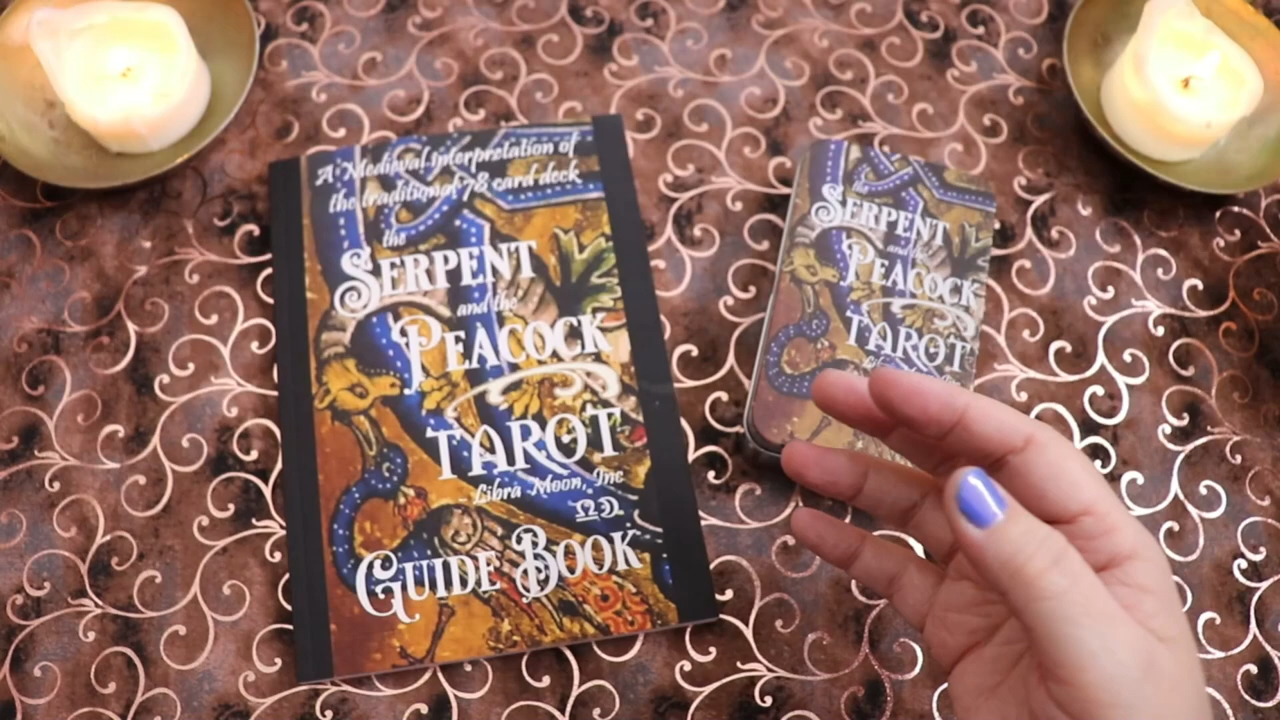 A Medieval interpretation of
the traditional 78 card deck
the
SERPENT
and the
PEACOCK
TAROT
Libra Moon, Inc
GUIDE BOOK
the
SERPENT
and the
PEACOCK
TAROT